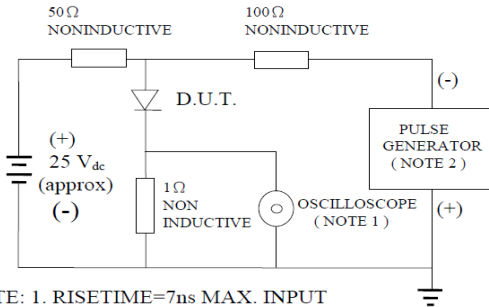 50Ω
NONINDUCTIVE
100Ω
NONINDUCTIVE
(-)
D.U.T.
PULSE
GENERATOR
( NOTE 2 )
(+)
25 Vdc
(approx)
(-)
1Ω
NON
INDUCTIVE
OSCILLOSCOPE
( NOTE 1 )
(+)
TE: 1. RISETIME=7ns MAX. INPUT